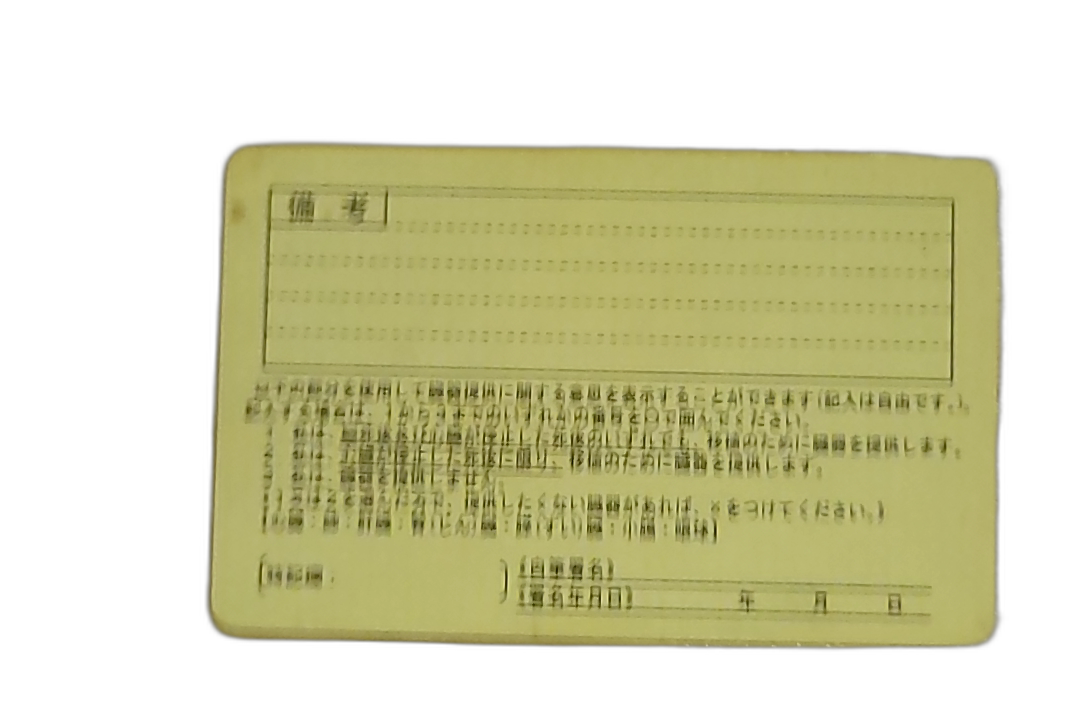 備考
以下の部分を使用して臓器提供に関する意思を表示することができます(記入は自由です。)。
記入する場合は、1から3までのいずれかの番号を〇で囲んでください。
1. 私は、脳死後及び心臓が停止した死後のいずれでも、移植のために臓器を提供します。
2. 私は、心臓が停止した死後に限り、移植のために臓器を提供します。
3. 私は、臓器を提供しません。
《1又は2を選んだ方で、提供したくない臓器があれば、×をつけてください。》
【心臓・肺・肝臓・腎(じん)臓・膵(すい)臓・小腸・眼球】
〔特記欄:〕
《自筆署名》
《署名年月日》 年 月 日